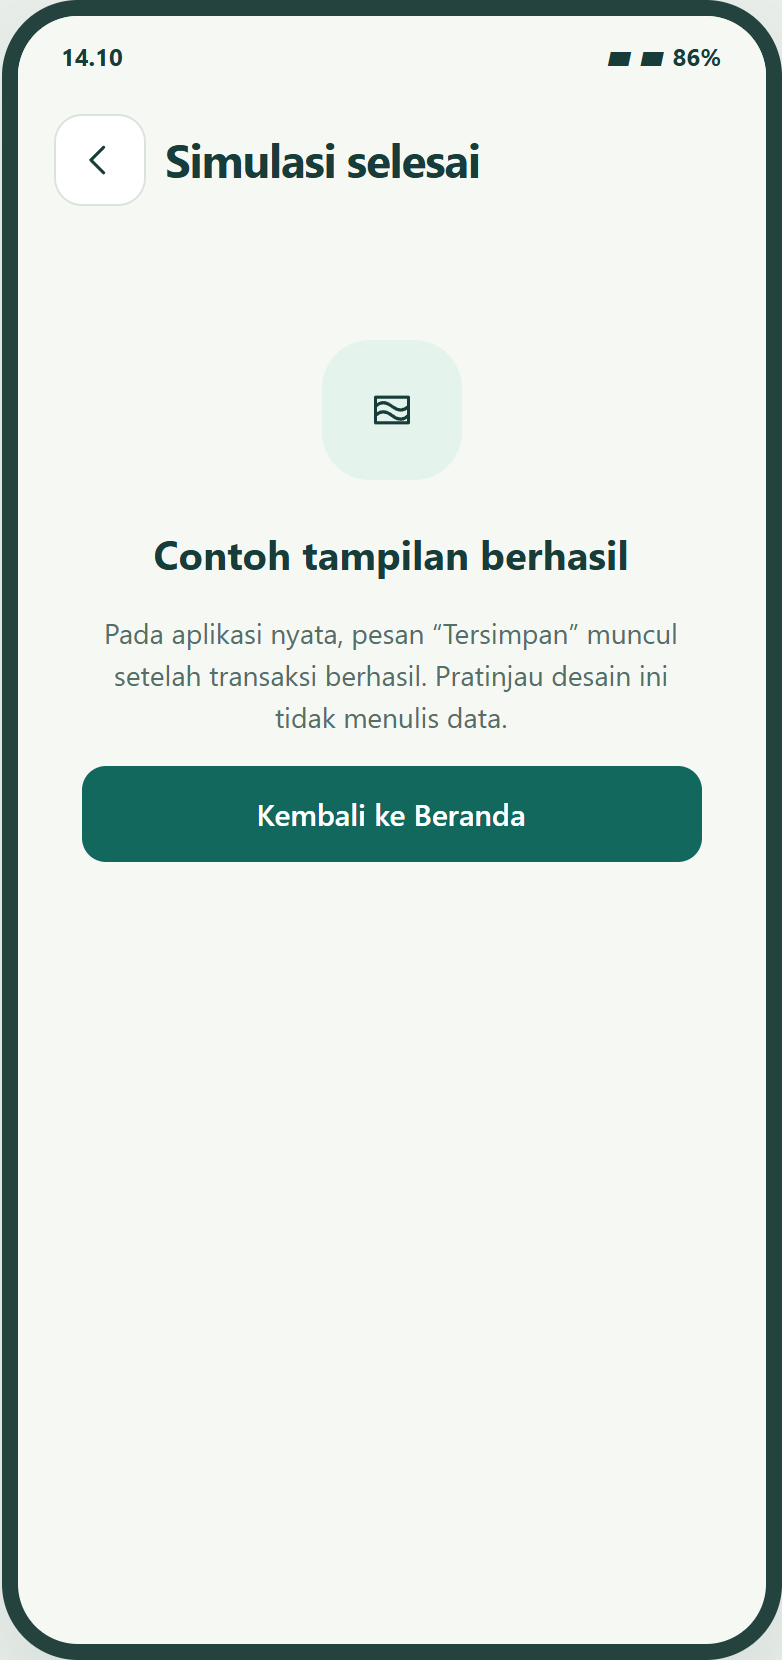 14.10
86%
Simulasi selesai
Contoh tampilan berhasil
Pada aplikasi nyata, pesan “Tersimpan” muncul
setelah transaksi berhasil. Pratinjau desain ini
tidak menulis data.
Kembali ke Beranda